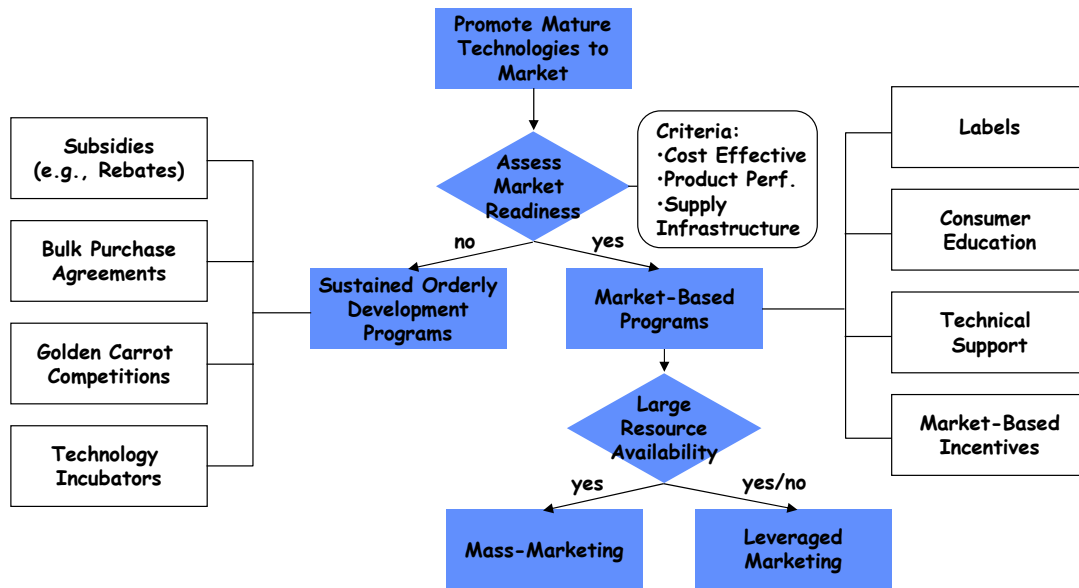 Promote Mature
Technologies to
Market
Subsidies
(e.g., Rebates)
Bulk Purchase
Agreements
Golden Carrot
Competitions
Technology
Incubators
Assess
Market
Readiness
Criteria:
•Cost Effective
•Product Perf.
•Supply
Infrastructure
no
yes
Sustained Orderly
Development
Programs
Market-Based
Programs
Large
Resource
Availability
yes
yes/no
Mass-Marketing
Leveraged
Marketing
Labels
Consumer
Education
Technical
Support
Market-Based
Incentives